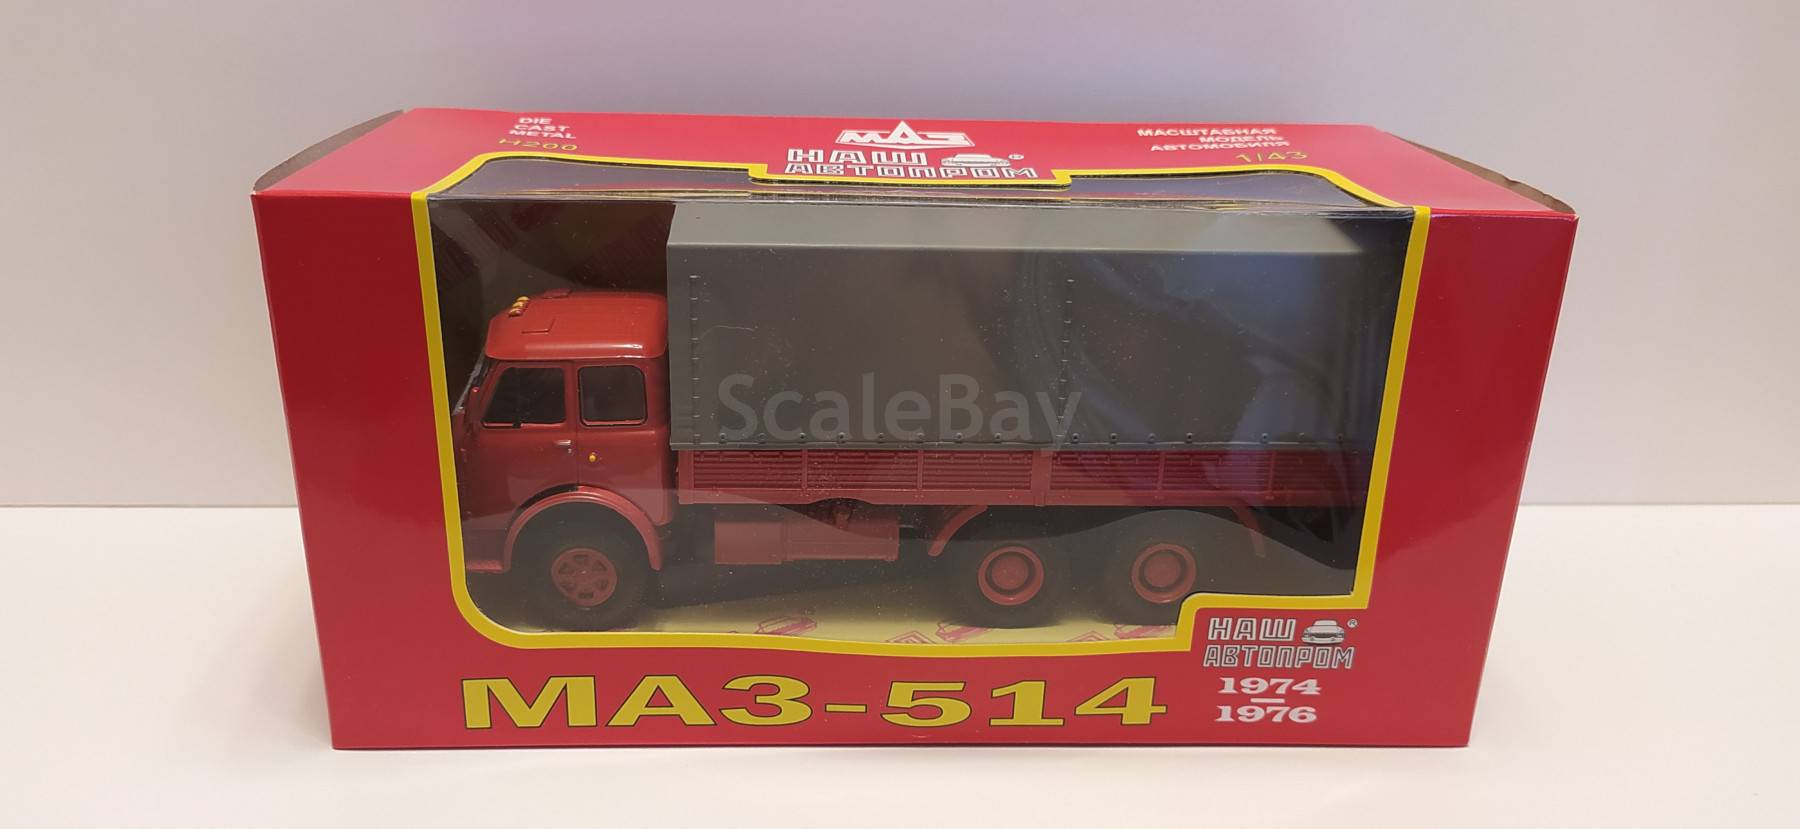 DIE
CAST
METAL
H200
МАЗ
НАШ
АВТОПРОМ
®
МАСШТАБНАЯ
МОДЕЛЬ
АВТОМОБИЛЯ
1/43
ScaleBay
НАШ
АВТОПРОМ
®
МАЗ-514
1974
1976